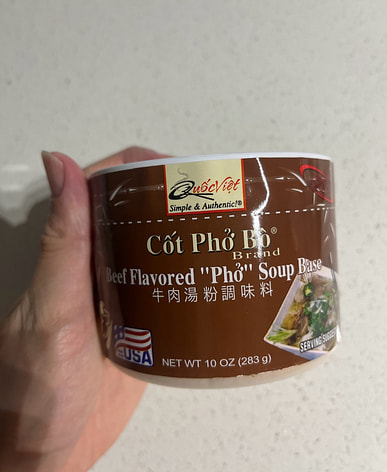 QuốcViệt
Simple & Authentic!®
Cốt Phở Bò®
Brand
Beef Flavored "Phở" Soup Base
牛肉湯粉調味料
USA
NET WT 10 OZ (283 g)
SERVING